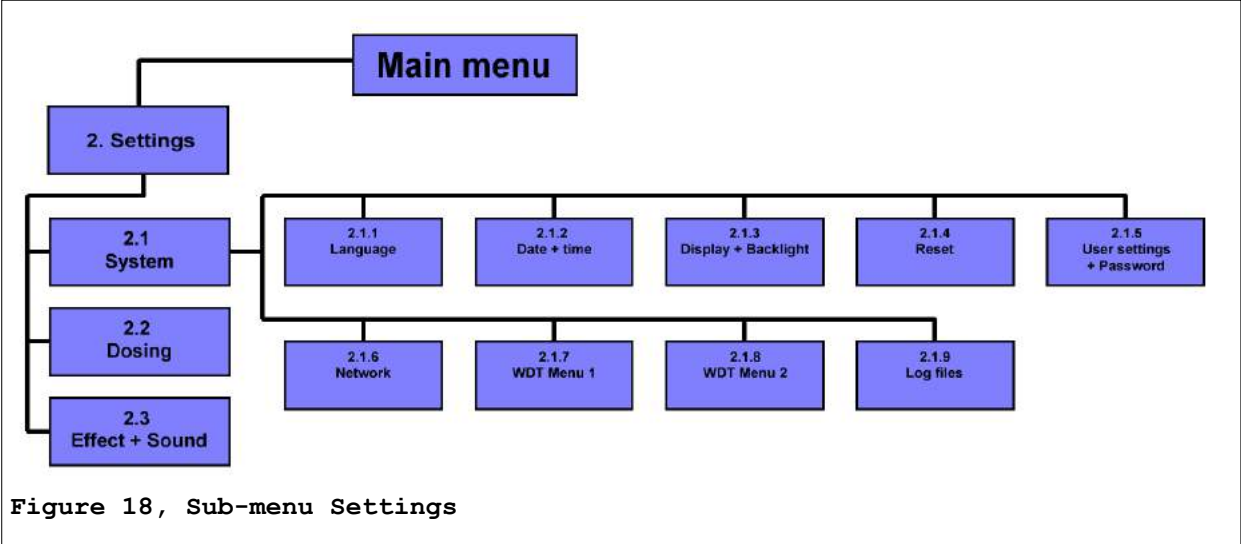 Main menu
2. Settings
2.1
System
2.1.1
Language
2.1.2
Date + time
2.1.3
Display + Backlight
2.1.4
Reset
2.1.5
User settings
+ Password
2.2
Dosing
2.1.6
Network
2.1.7
WDT Menu 1
2.1.8
WDT Menu 2
2.1.9
Log files
2.3
Effect + Sound
Figure 18, Sub-menu Settings